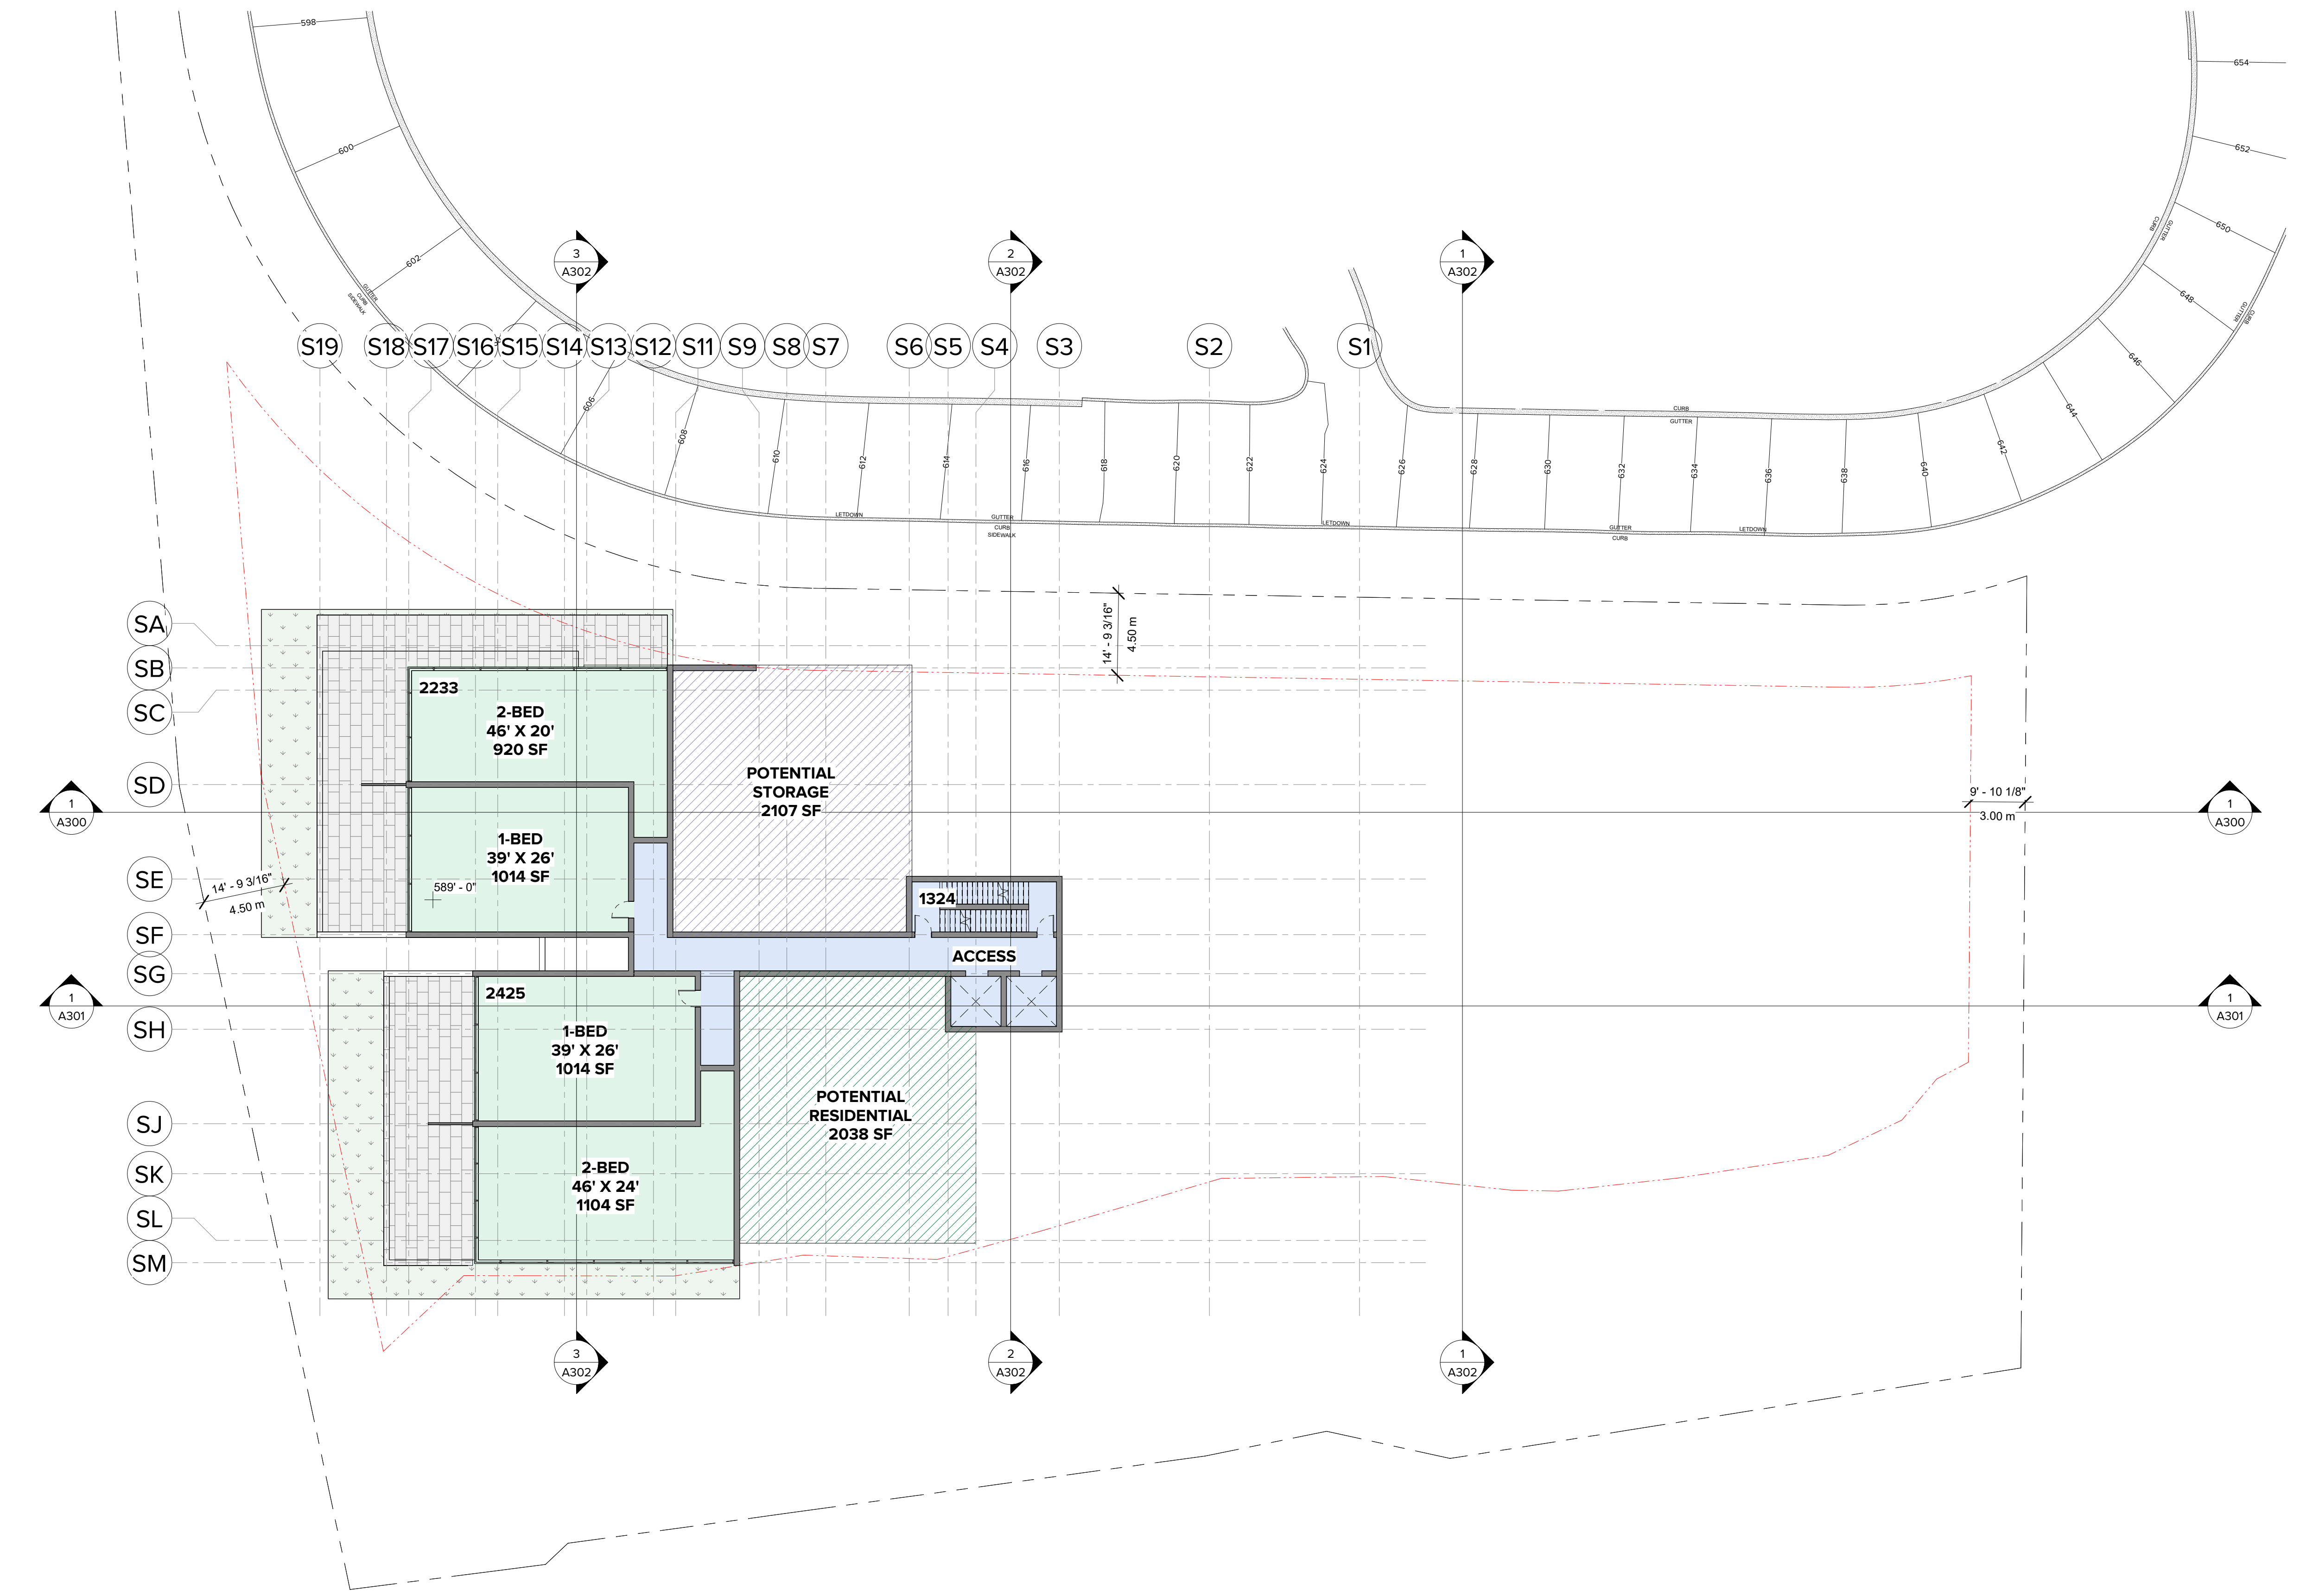 598
654
600
652
602
650
648
646
644
642
GUTTER
CURB
SIDEWALK
CURB
GUTTER
GUTTER
CURB
3
A302
2
A302
1
A302
S19
S18
S17
S16
S15
S14
S13
S12
S11
S9
S8
S7
S6
S5
S4
S3
S2
S1
606
608
610
612
614
616
618
620
622
624
626
628
630
632
634
636
638
640
CURB
GUTTER
LETDOWN
GUTTER
CURB
SIDEWALK
LETDOWN
GUTTER
CURB
LETDOWN
14' - 9 3/16"
4.50 m
SA
SB
SC
SD
SE
SF
SG
SH
SJ
SK
SL
SM
1
A300
1
A300
9' - 10 1/8"
3.00 m
14' - 9 3/16"
4.50 m
2233
2-BED
46' X 20'
920 SF
1-BED
39' X 26'
1014 SF
589' - 0"
POTENTIAL
STORAGE
2107 SF
1324
ACCESS
1
A301
1
A301
2425
1-BED
39' X 26'
1014 SF
2-BED
46' X 24'
1104 SF
POTENTIAL
RESIDENTIAL
2038 SF
3
A302
2
A302
1
A302